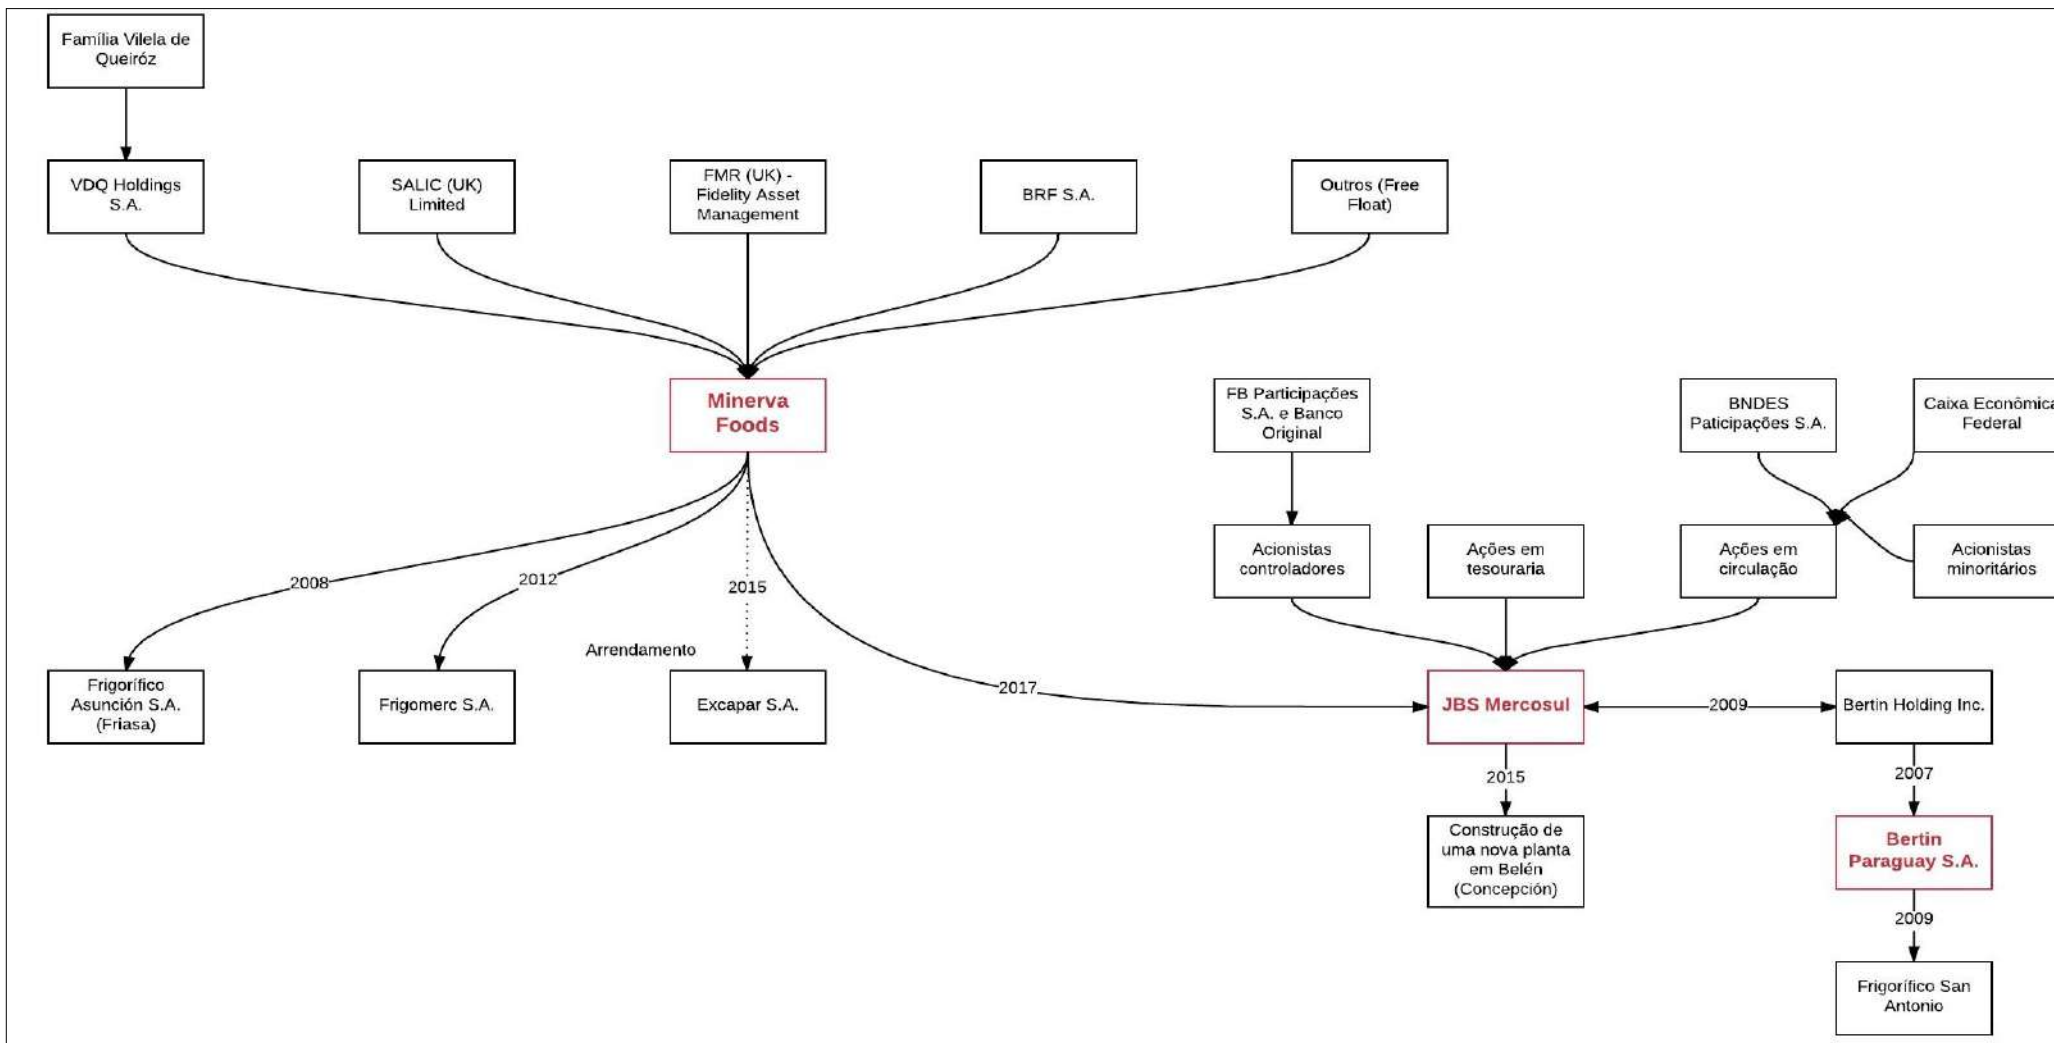 Família Vilela de
Queiróz
VDQ Holdings
S.A.
SALIC (UK)
Limited
FMR (UK) -
Fidelity Asset
Management
BRF S.A.
Outros (Free
Float)
Minerva
Foods
FB Participações
S.A. e Banco
Original
BNDES
Paticipações S.A.
Caixa Econômica
Federal
Acionistas
controladores
Ações em
tesouraria
Ações em
circulação
Acionistas
minoritários
2008
2012
2015
Arrendamento
2017
Frigorífico
Asunción S.A.
(Friasa)
Frigomerc S.A.
Excapar S.A.
JBS Mercosul
2009
Bertin Holding Inc.
2015
2007
Construção de
uma nova planta
em Belén
(Concepción)
Bertin
Paraguay S.A.
2009
Frigorífico San
Antonio